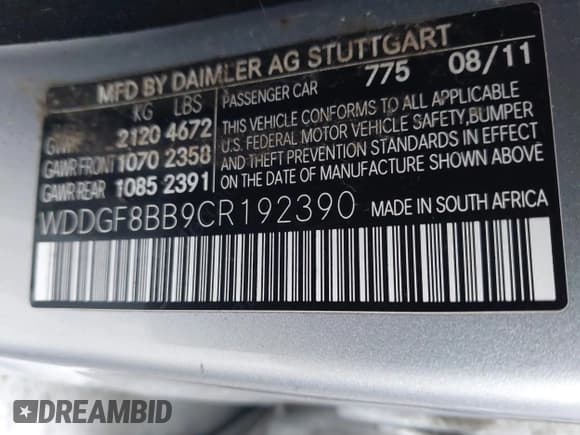 MFD BY DAIMLER AG STUTTGART
775 08/11
KG LBS
GVWR 2120 4672
GAWR FRONT 1070 2358
GAWR REAR 1085 2391
PASSENGER CAR
THIS VEHICLE CONFORMS TO ALL APPLICABLE
U.S. FEDERAL MOTOR VEHICLE SAFETY,BUMPER
AND THEFT PREVENTION STANDARDS IN EFFECT
ON THE DATE OF MANUFACTURE SHOWN ABOVE
WDDGF8BB9CR192390 MADE IN SOUTH AFRICA
DREAMBID